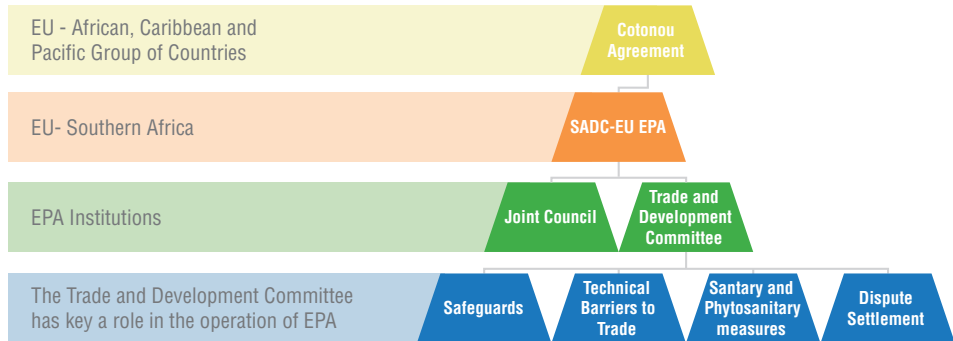 EU - African, Caribbean and
Pacific Group of Countries
Cotonou
Agreement
EU- Southern Africa
SADC-EU EPA
EPA Institutions
Joint Council
Trade and
Development
Committee
The Trade and Development Committee
has key a role in the operation of EPA
Safeguards
Technical
Barriers to
Trade
Santary and
Phytosanitary
measures
Dispute
Settlement